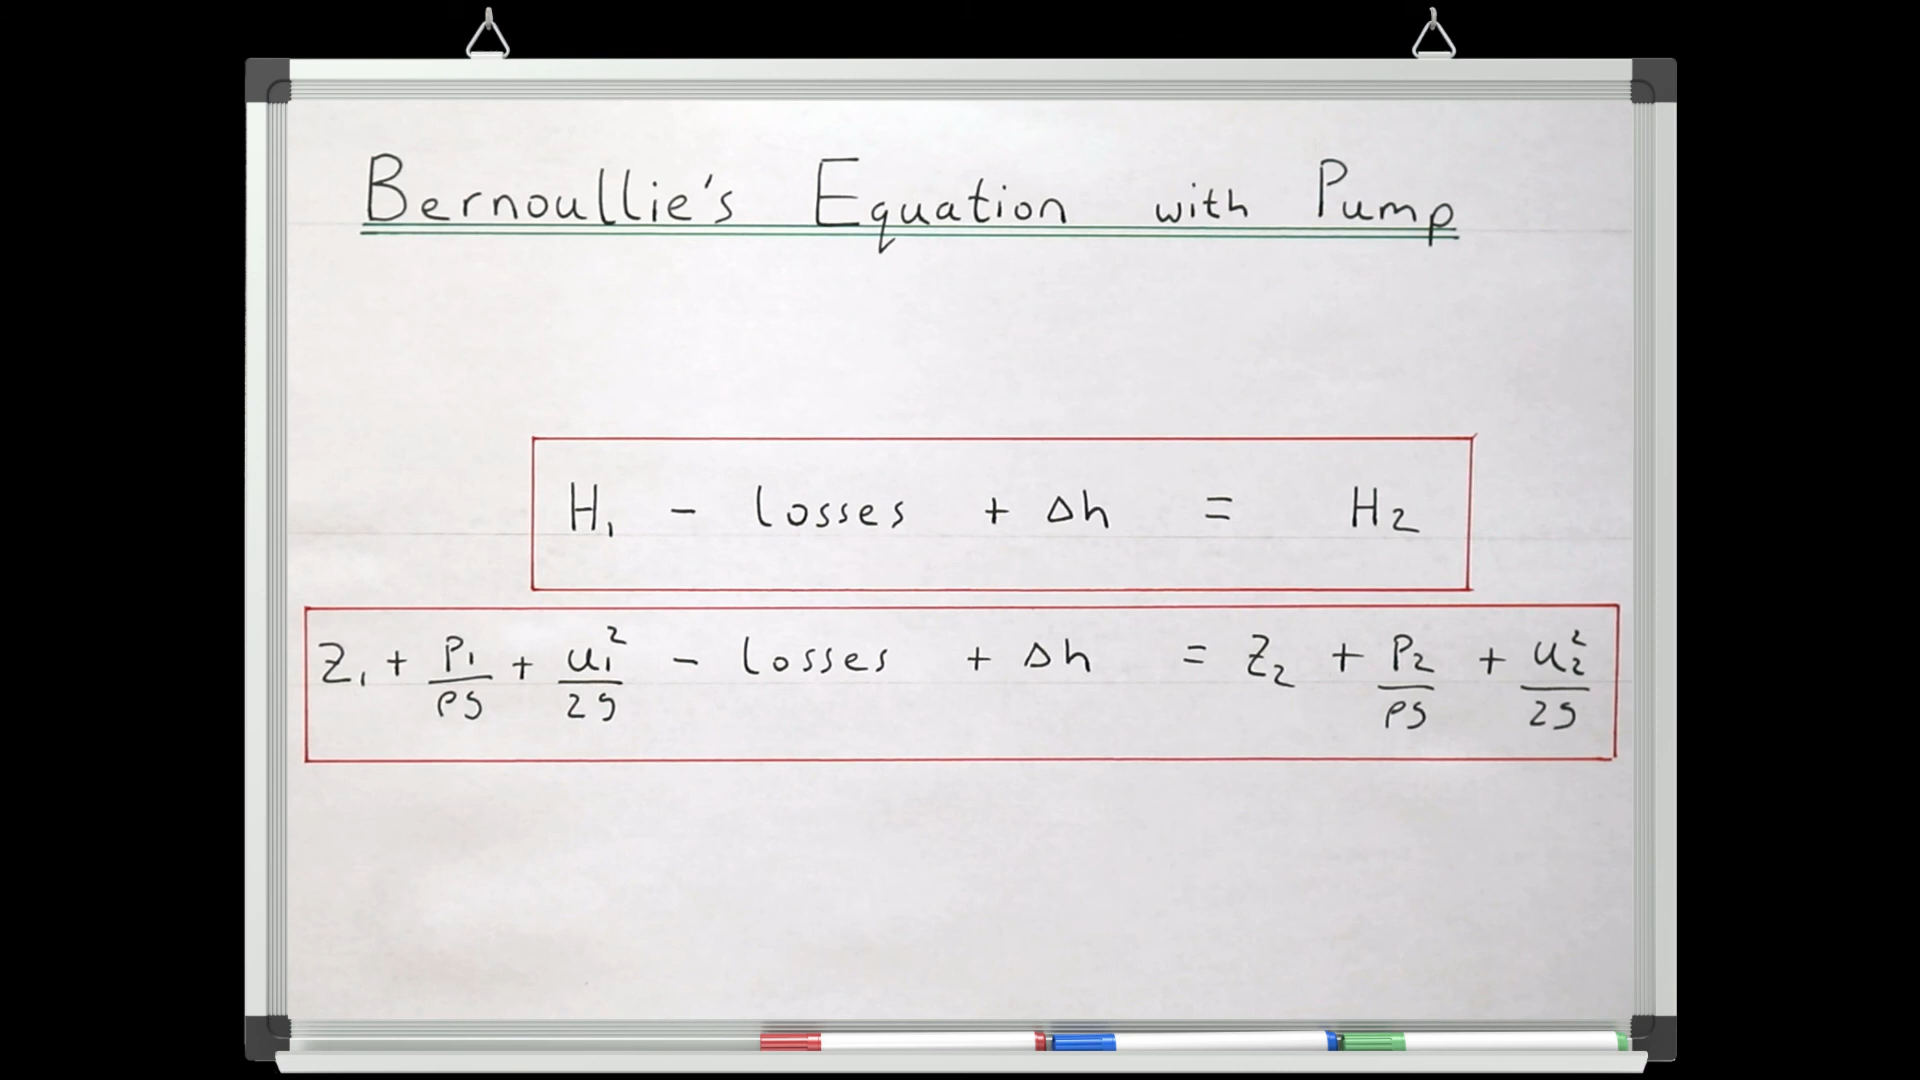 Bernoullie's Equation with Pump
H₁ - losses + Δh = H₂
Z₁ + P₁/ρg + u₁²/2g - losses + Δh = Z₂ + P₂/ρg + u₂²/2g